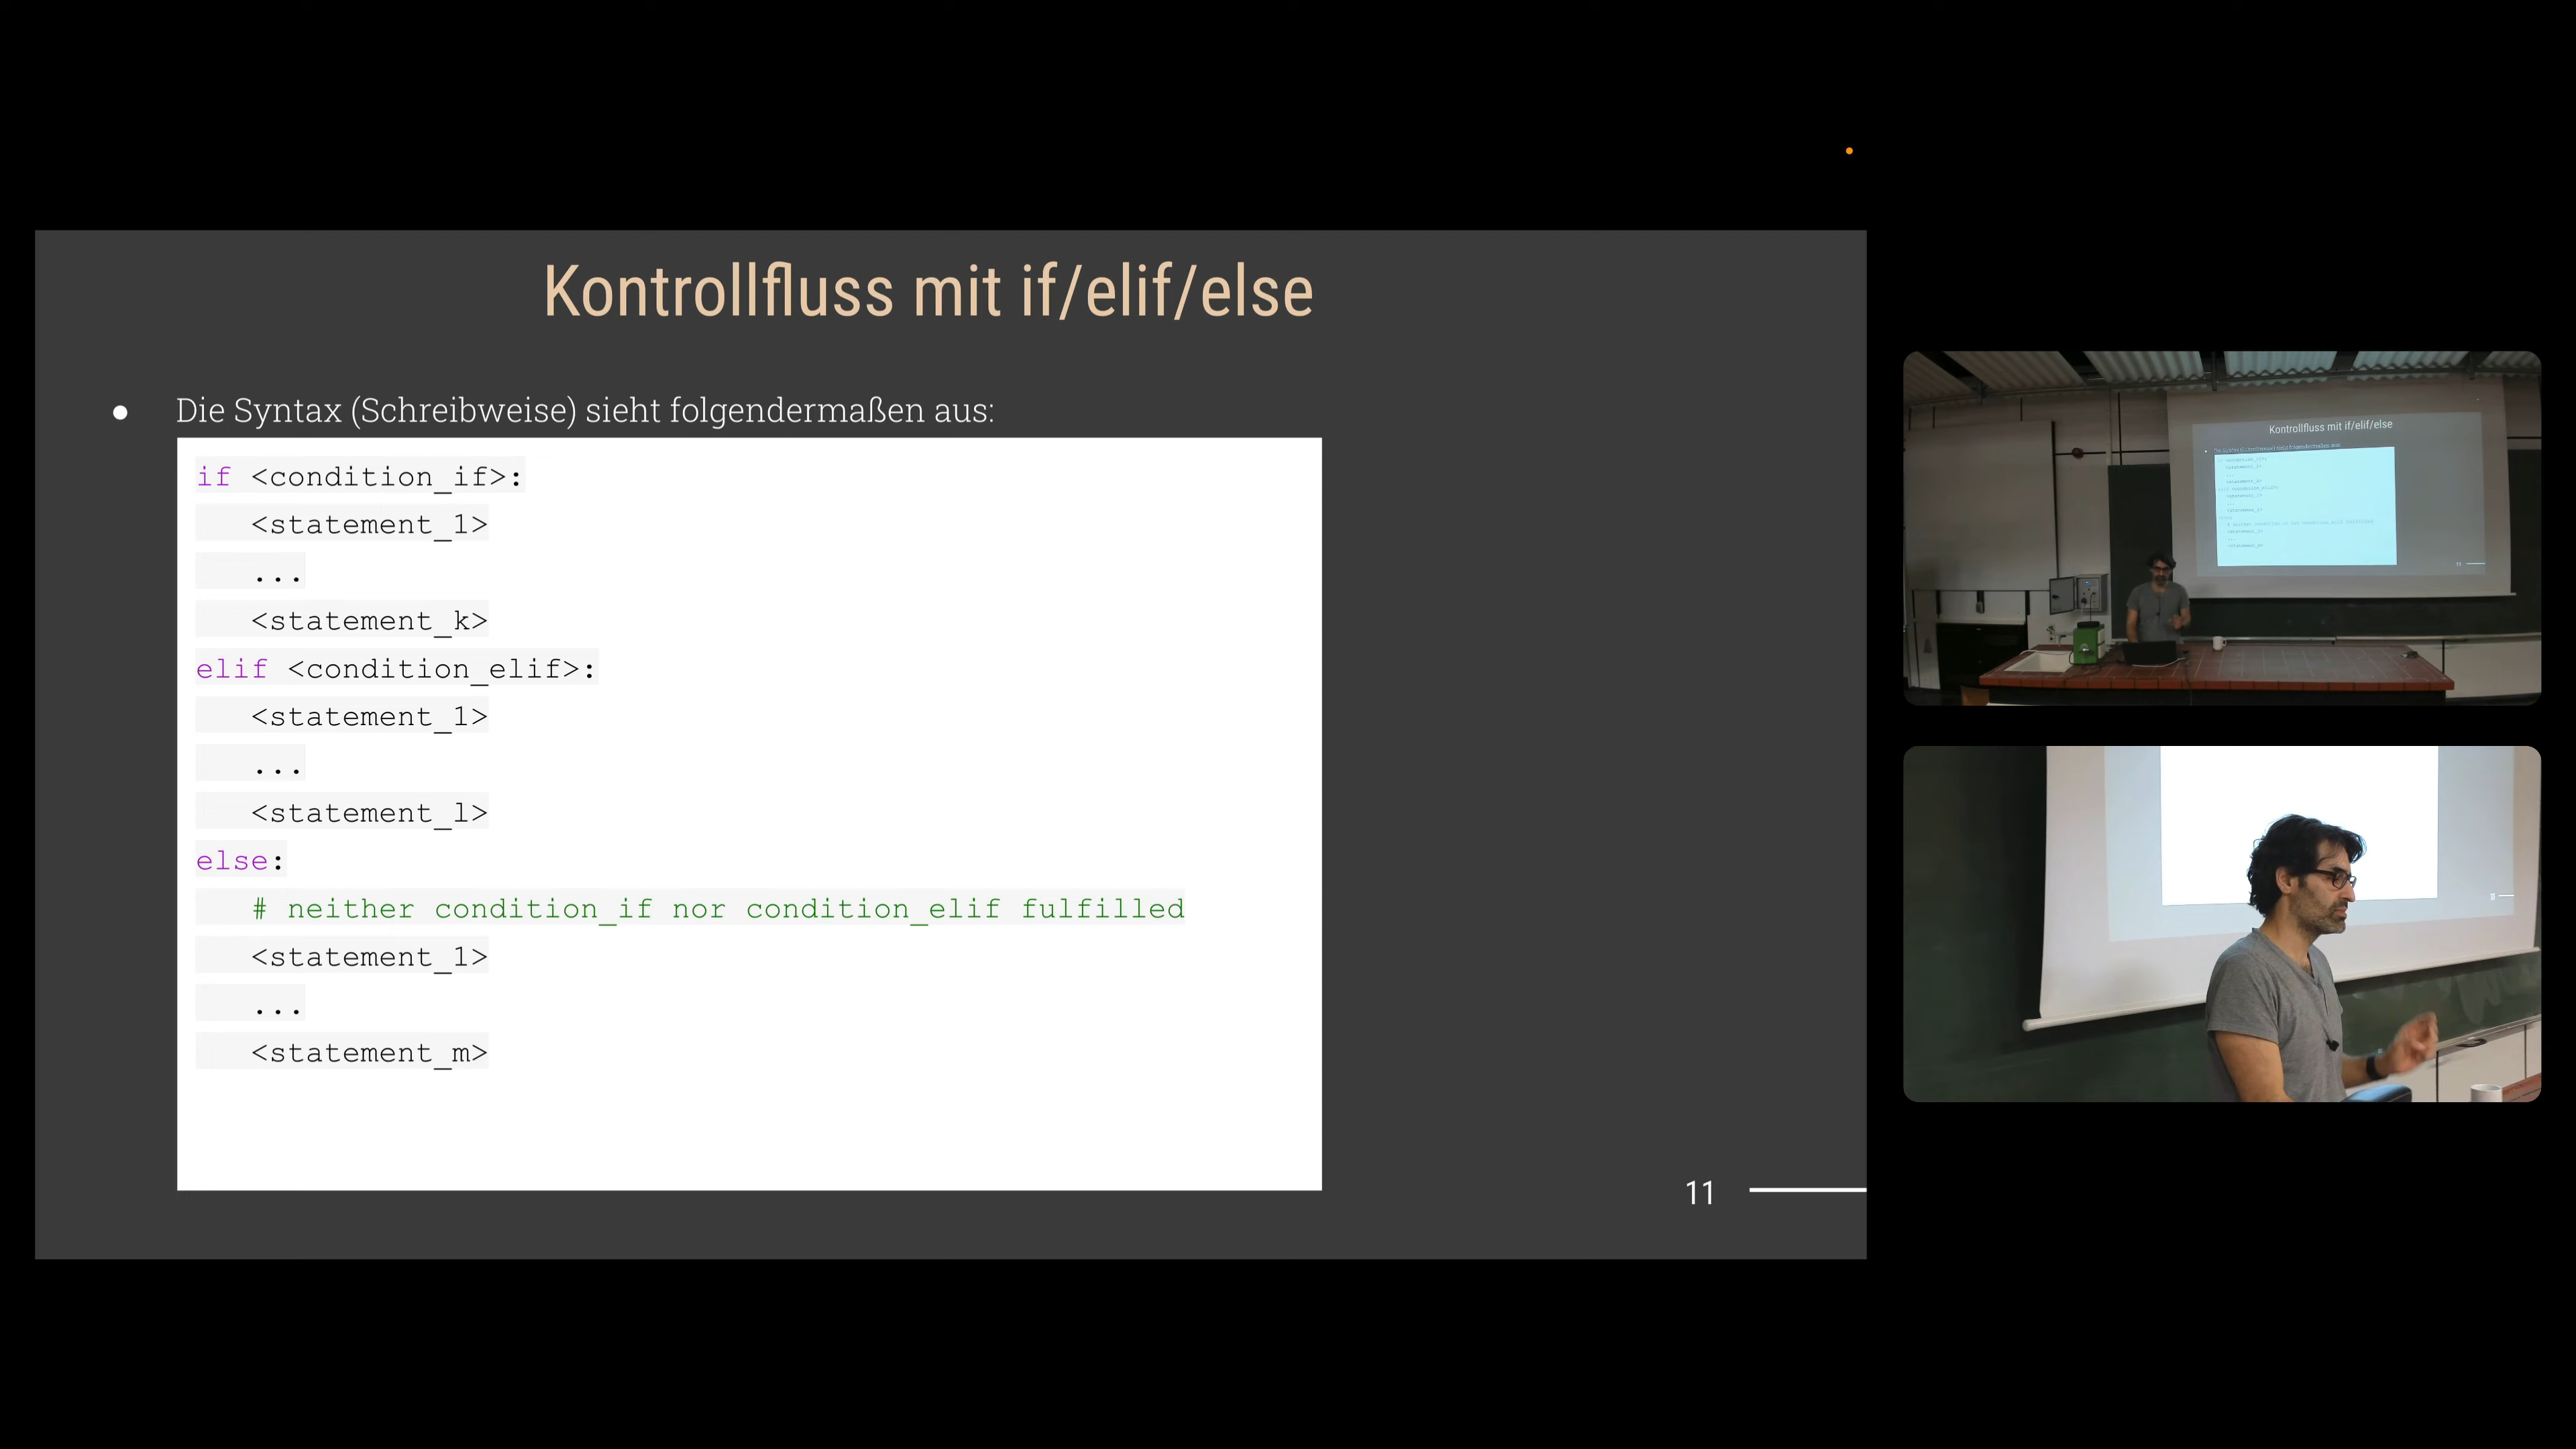 Kontrollfluss mit if/elif/else
● Die Syntax (Schreibweise) sieht folgendermaßen aus:
if <condition_if>:
<statement_1>
...
<statement_k>
elif <condition_elif>:
<statement_1>
...
<statement_l>
else:
# neither condition_if nor condition_elif fulfilled
<statement_1>
...
<statement_m>
11
Kontrollfluss mit if/elif/else
11